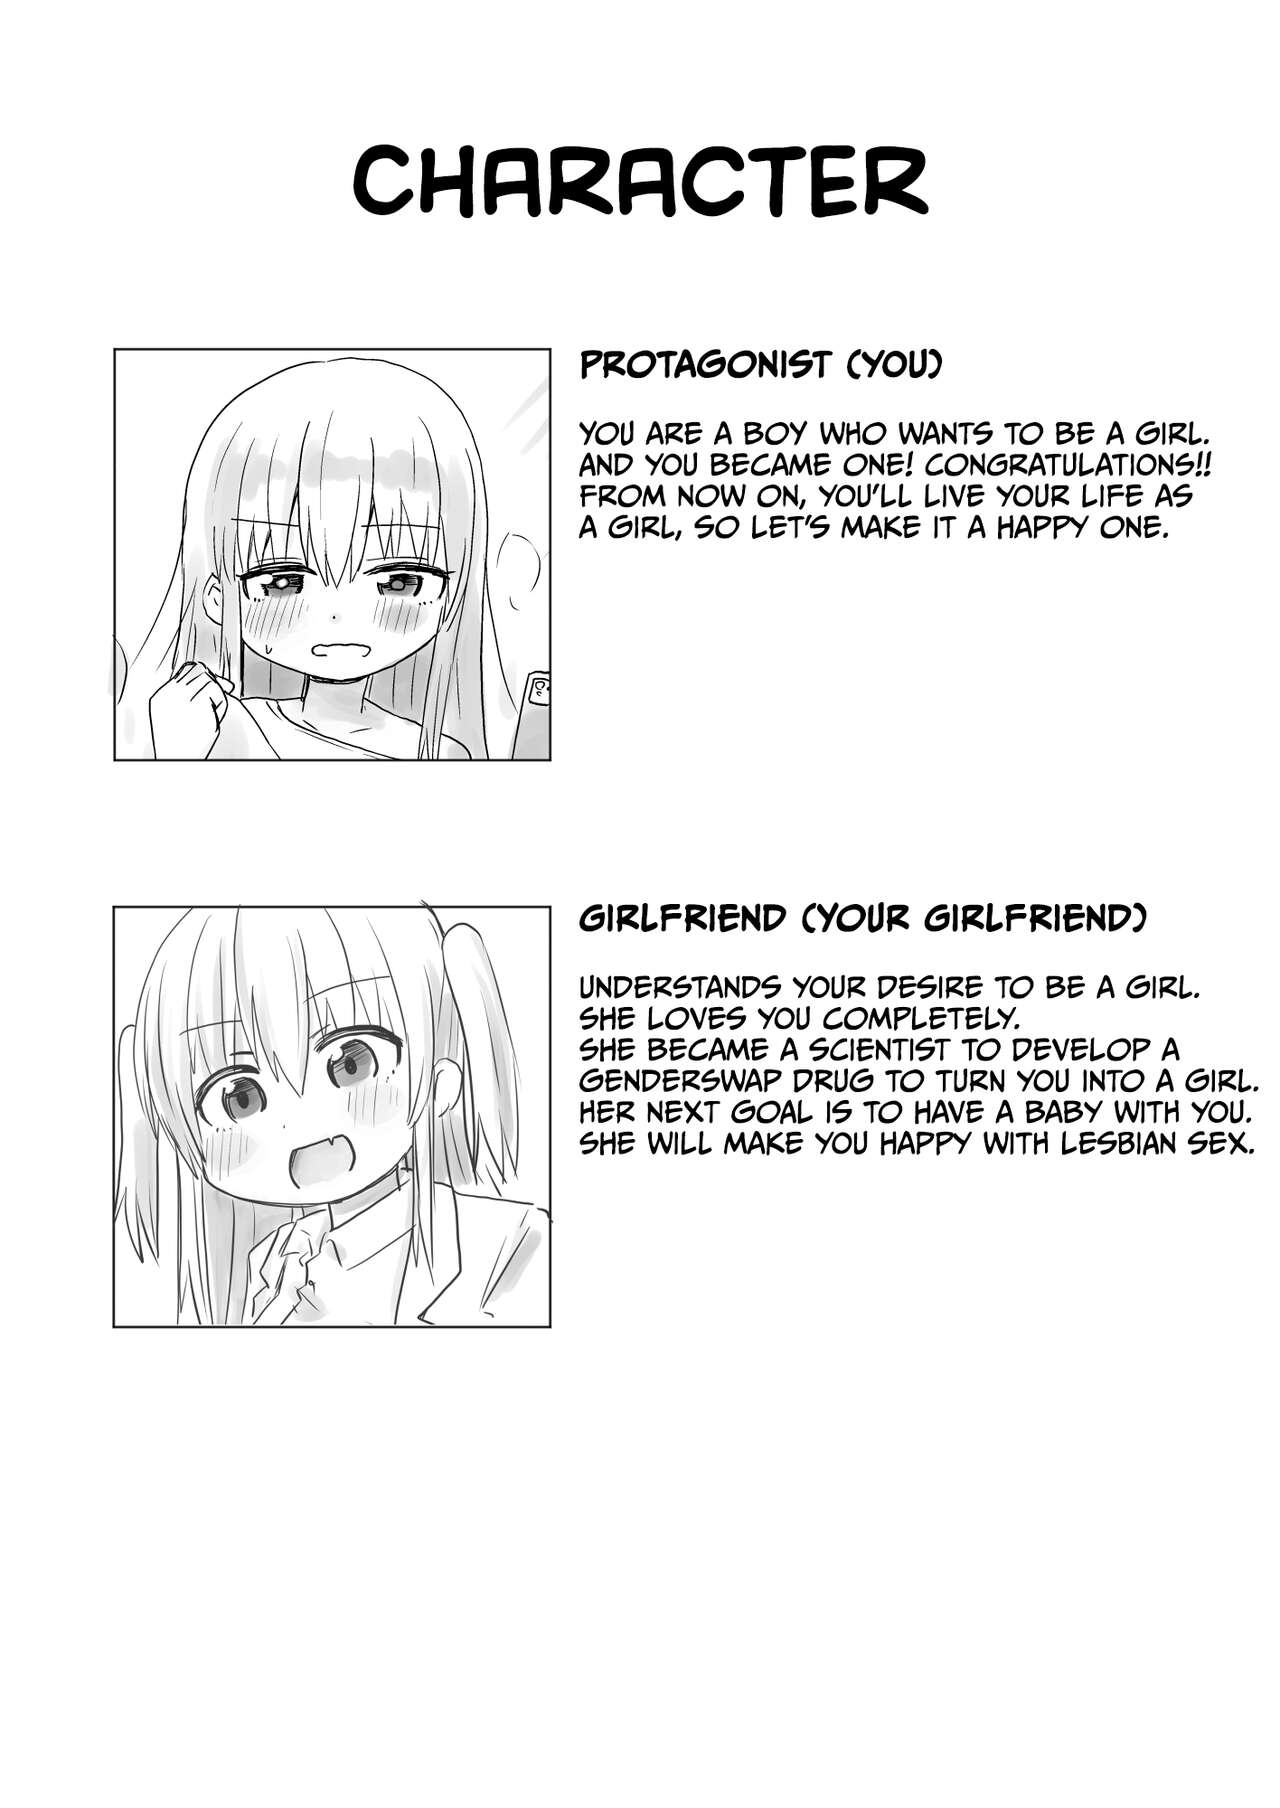 CHARACTER
PROTAGONIST (YOU)
YOU ARE A BOY WHO WANTS TO BE A GIRL.
AND YOU BECAME ONE! CONGRATULATIONS!!
FROM NOW ON, YOU'LL LIVE YOUR LIFE AS
A GIRL, SO LET'S MAKE IT A HAPPY ONE.
GIRLFRIEND (YOUR GIRLFRIEND)
UNDERSTANDS YOUR DESIRE TO BE A GIRL.
SHE LOVES YOU COMPLETELY.
SHE BECAME A SCIENTIST TO DEVELOP A
GENDERSWAP DRUG TO TURN YOU INTO A GIRL.
HER NEXT GOAL IS TO HAVE A BABY WITH YOU.
SHE WILL MAKE YOU HAPPY WITH LESBIAN SEX.